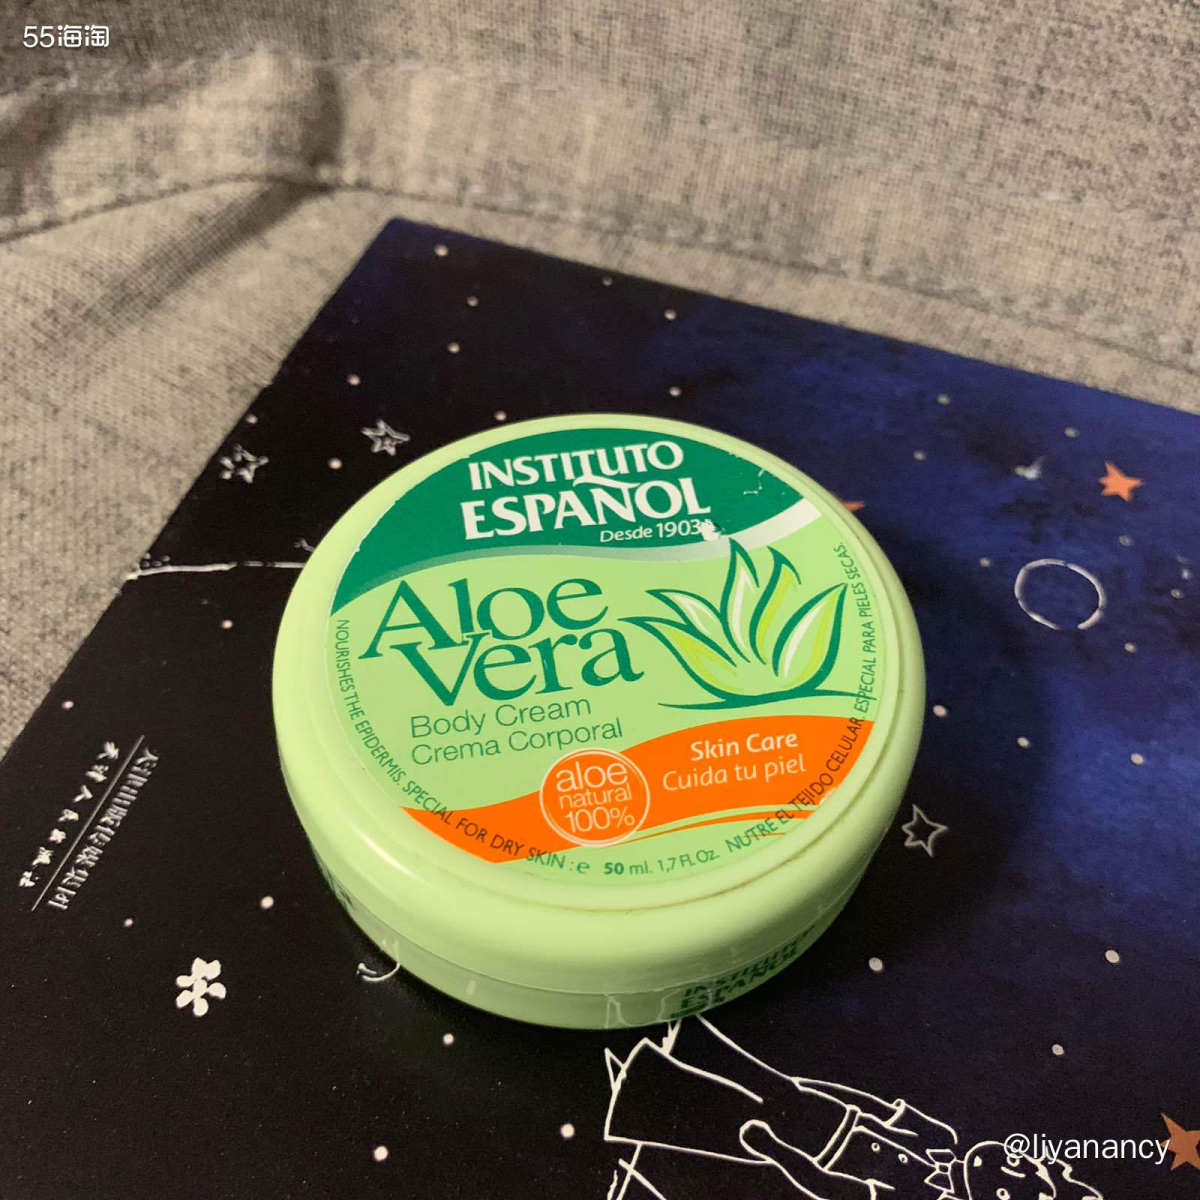 55海淘
INSTITUTO
ESPAÑOL
Desde 1903
Aloe
Vera
Body Cream
Crema Corporal
aloe
natural
100%
Skin Care
Cuida tu piel
NOURISHES THE EPIDERMIS. SPECIAL FOR DRY SKIN : e 50 ml. 1,7 Fl. Oz. NUTRE EL TEJIDO CELULAR. ESPECIAL PARA PIELES SECAS.
INSTITUTO
ESPAÑOL
@liyanancy